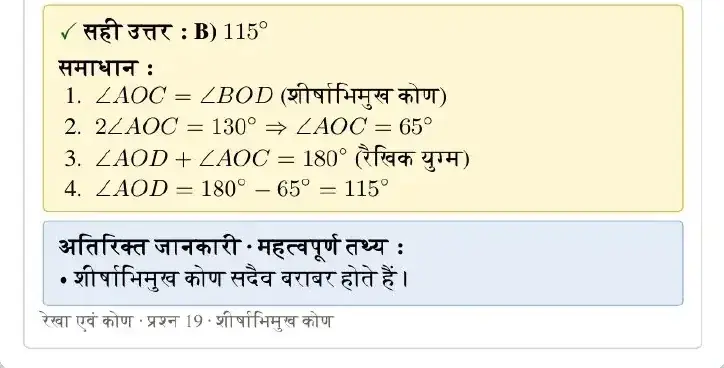 ✓ सही उत्तर : B) 115°
समाधान :
1. ∠AOC = ∠BOD (शीर्षाभिमुख कोण)
2. 2∠AOC = 130° ⇒ ∠AOC = 65°
3. ∠AOD + ∠AOC = 180° (रैखिक युग्म)
4. ∠AOD = 180° − 65° = 115°
अतिरिक्त जानकारी · महत्वपूर्ण तथ्य :
• शीर्षाभिमुख कोण सदैव बराबर होते हैं।
रेखा एवं कोण · प्रश्न 19 · शीर्षाभिमुख कोण